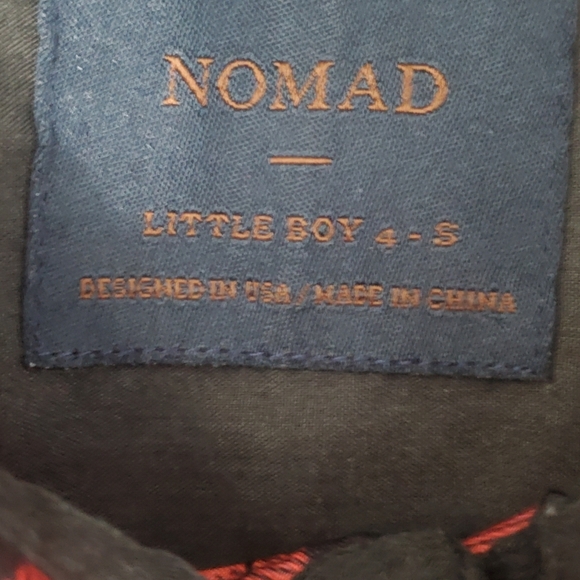 NOMAD
LITTLE BOY 4 - S
DESIGNED IN USA / MADE IN CHINA